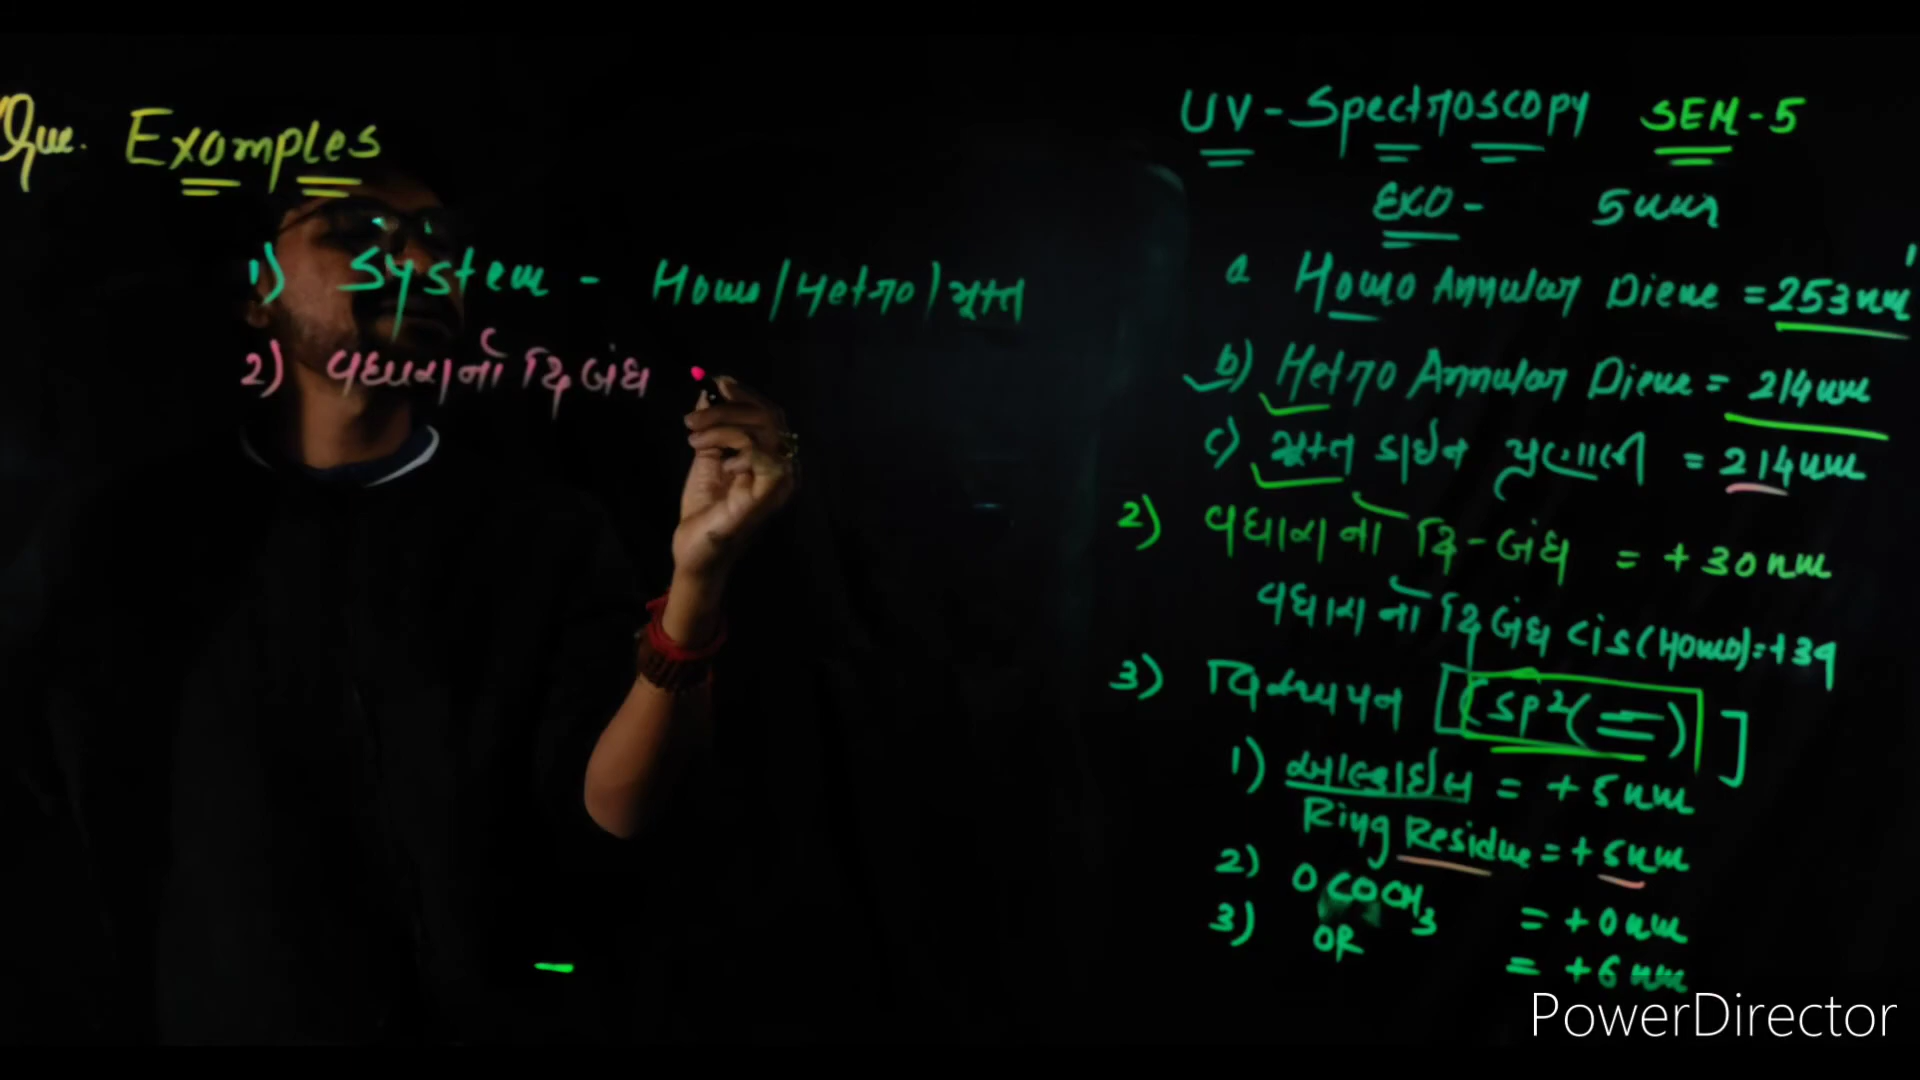 Que. Examples
1) System - Homo/Hetro/મુક્ત
2) વધારાનો દ્વિબંધ
UV-Spectroscopy SEM-5
EXO - 5nm
a Homo Annular Diene = 253nm
b) Hetro Annular Diene = 214nm
c) મુક્ત ડાઇન પ્રણાલી = 214nm
2) વધારાનો દ્વિ-બંધ = +30nm
વધારાનો દ્વિબંધ cis(Homo)=+39
3) વિસ્થાપન [(SP²(=)]
1) આલ્કાઇલ = +5nm
Ring Residue = +5nm
2) OCOCH3 = +0nm
3) OR = +6nm
PowerDirector